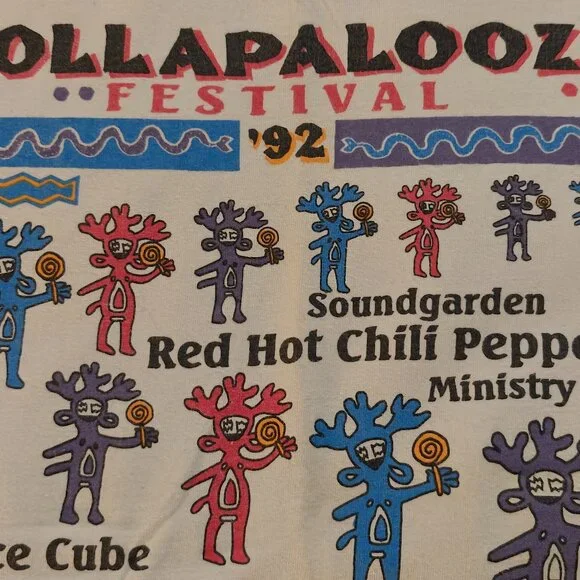 OLLAPALOOZ
FESTIVAL
'92
Soundgarden
Red Hot Chili Peppe
Ministry
ce Cube